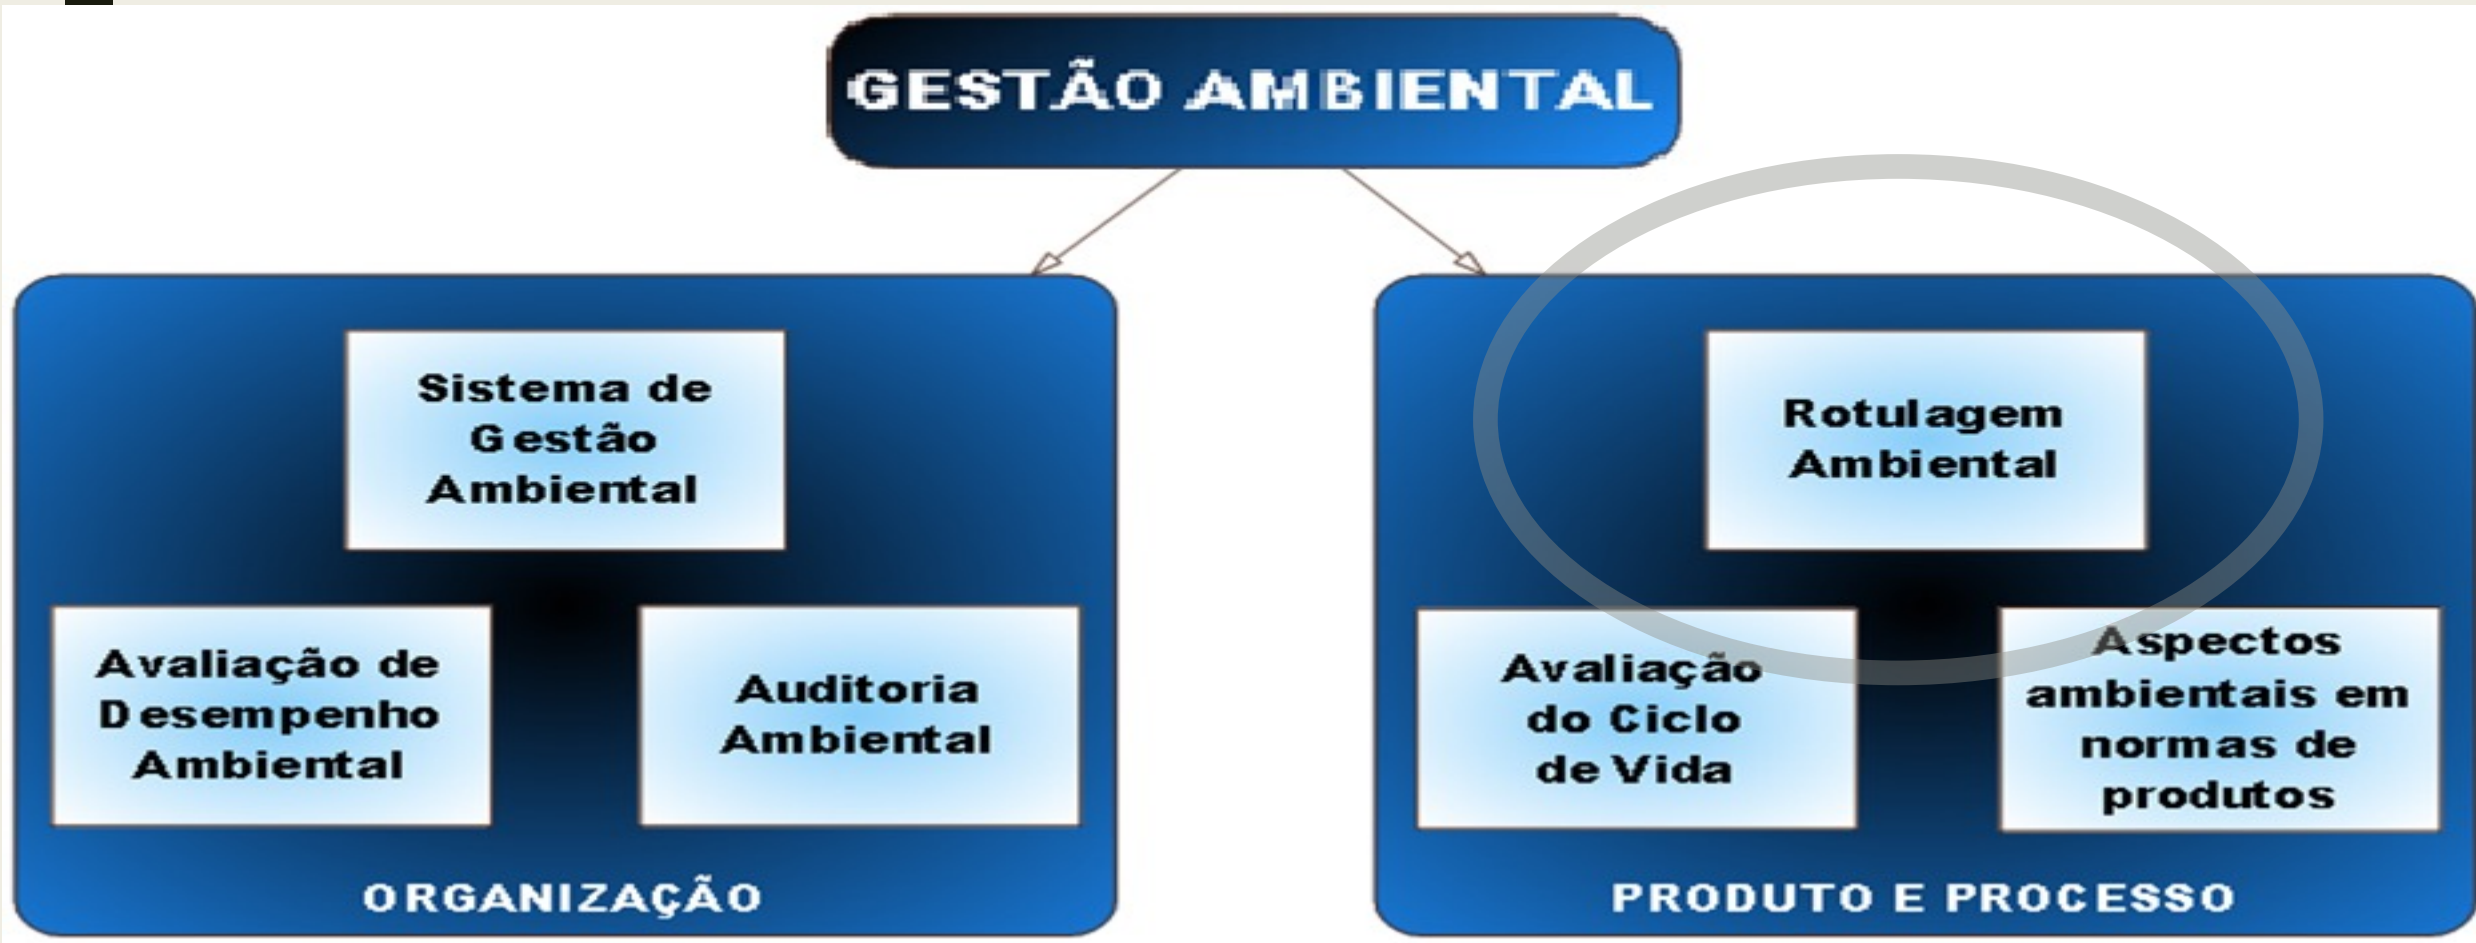 GESTÃO AMBIENTAL
Sistema de
Gestão
Ambiental
Avaliação de
Desempenho
Ambiental
Auditoria
Ambiental
ORGANIZAÇÃO
Rotulagem
Ambiental
Avaliação
do Ciclo
de Vida
Aspectos
ambientais em
normas de
produtos
PRODUTO E PROCESSO